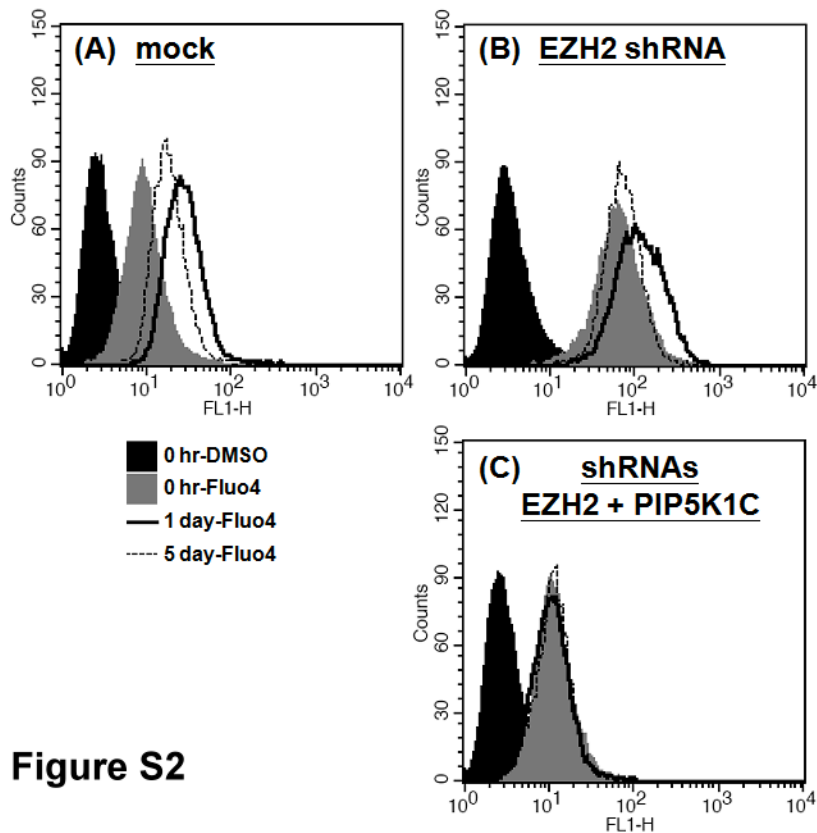 (A) mock
150
120
90
60
30
0
Counts
10^0 10^1 10^2 10^3 10^4
FL1-H
(B) EZH2 shRNA
150
120
90
60
30
0
Counts
10^0 10^1 10^2 10^3 10^4
FL1-H
0 hr-DMSO
0 hr-Fluo4
1 day-Fluo4
5 day-Fluo4
(C) shRNAs
EZH2 + PIP5K1C
150
120
90
60
30
0
Counts
10^0 10^1 10^2 10^3 10^4
FL1-H
Figure S2